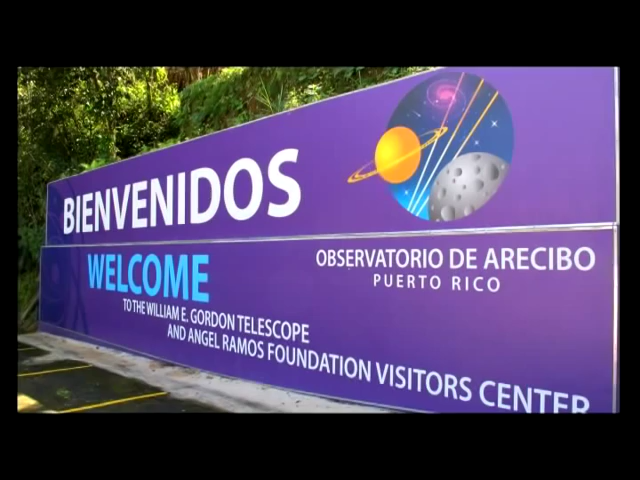 BIENVENIDOS
WELCOME
OBSERVATORIO DE ARECIBO
PUERTO RICO
TO THE WILLIAM E. GORDON TELESCOPE
AND ANGEL RAMOS FOUNDATION VISITORS CENTER